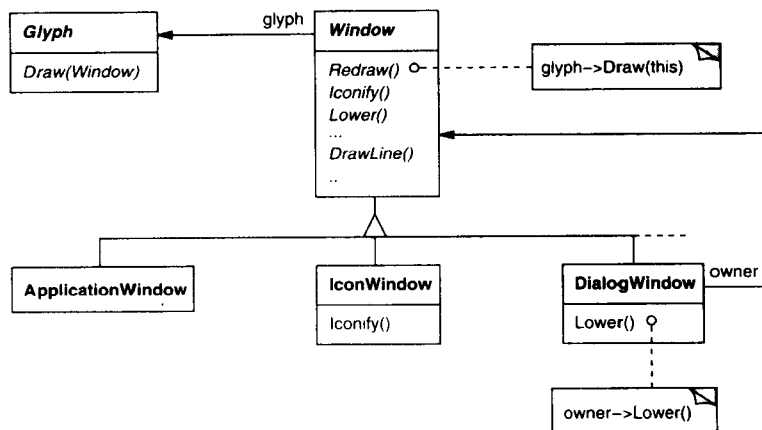 Glyph
Draw(Window)
glyph
Window
Redraw()
Iconify()
Lower()
...
DrawLine()
..
glyph->Draw(this)
ApplicationWindow
IconWindow
Iconify()
DialogWindow
Lower()
owner
owner->Lower()